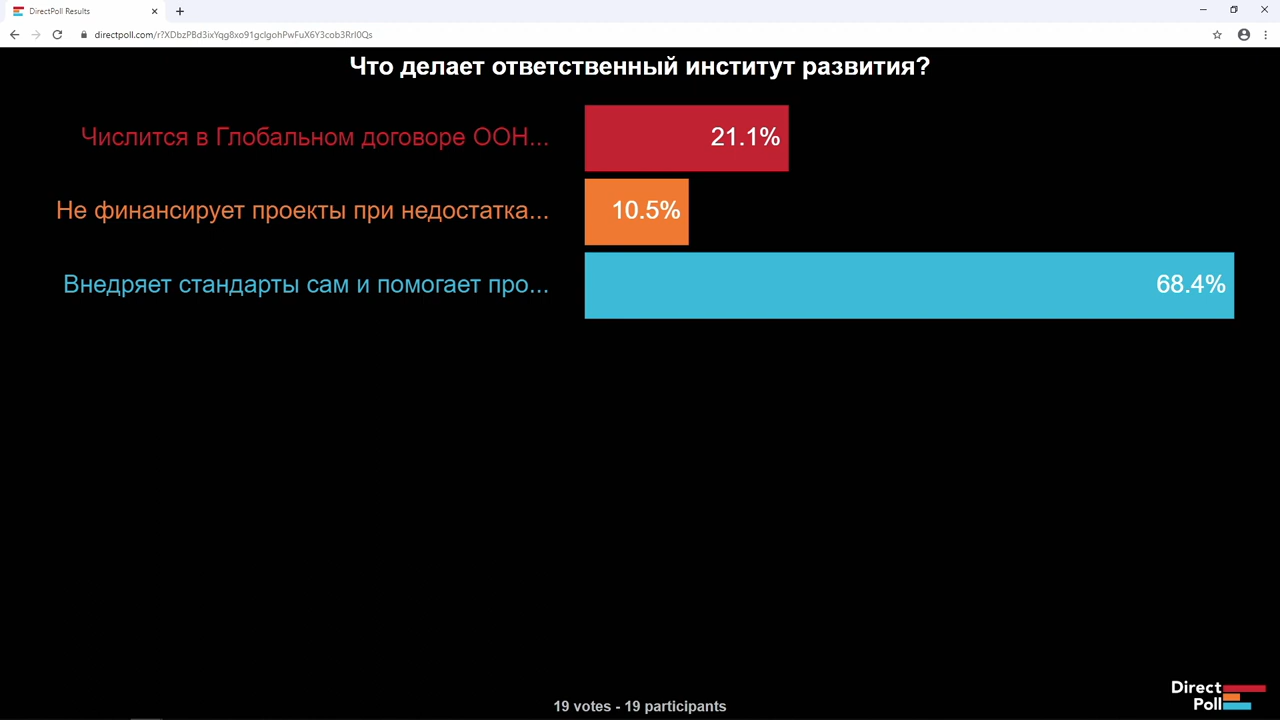 DirectPoll Results
directpoll.com/r?XDbzPBd3ixYqg8xo91gcIgohPwFuX6Y3cob3RrI0Qs
Что делает ответственный институт развития?
Числится в Глобальном договоре ООН... 21.1%
Не финансирует проекты при недостатка... 10.5%
Внедряет стандарты сам и помогает про... 68.4%
19 votes - 19 participants
Direct
Poll